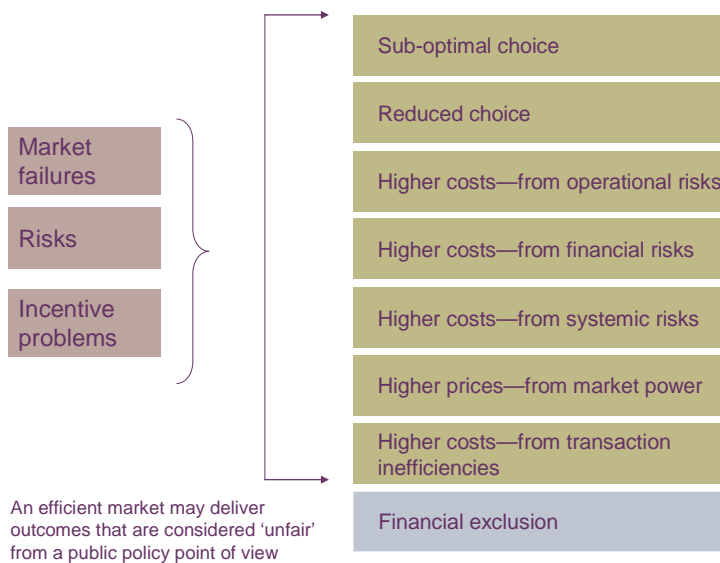 Market
failures
Risks
Incentive
problems
Sub-optimal choice
Reduced choice
Higher costs—from operational risks
Higher costs—from financial risks
Higher costs—from systemic risks
Higher prices—from market power
Higher costs—from transaction
inefficiencies
An efficient market may deliver
outcomes that are considered ‘unfair’
from a public policy point of view
Financial exclusion